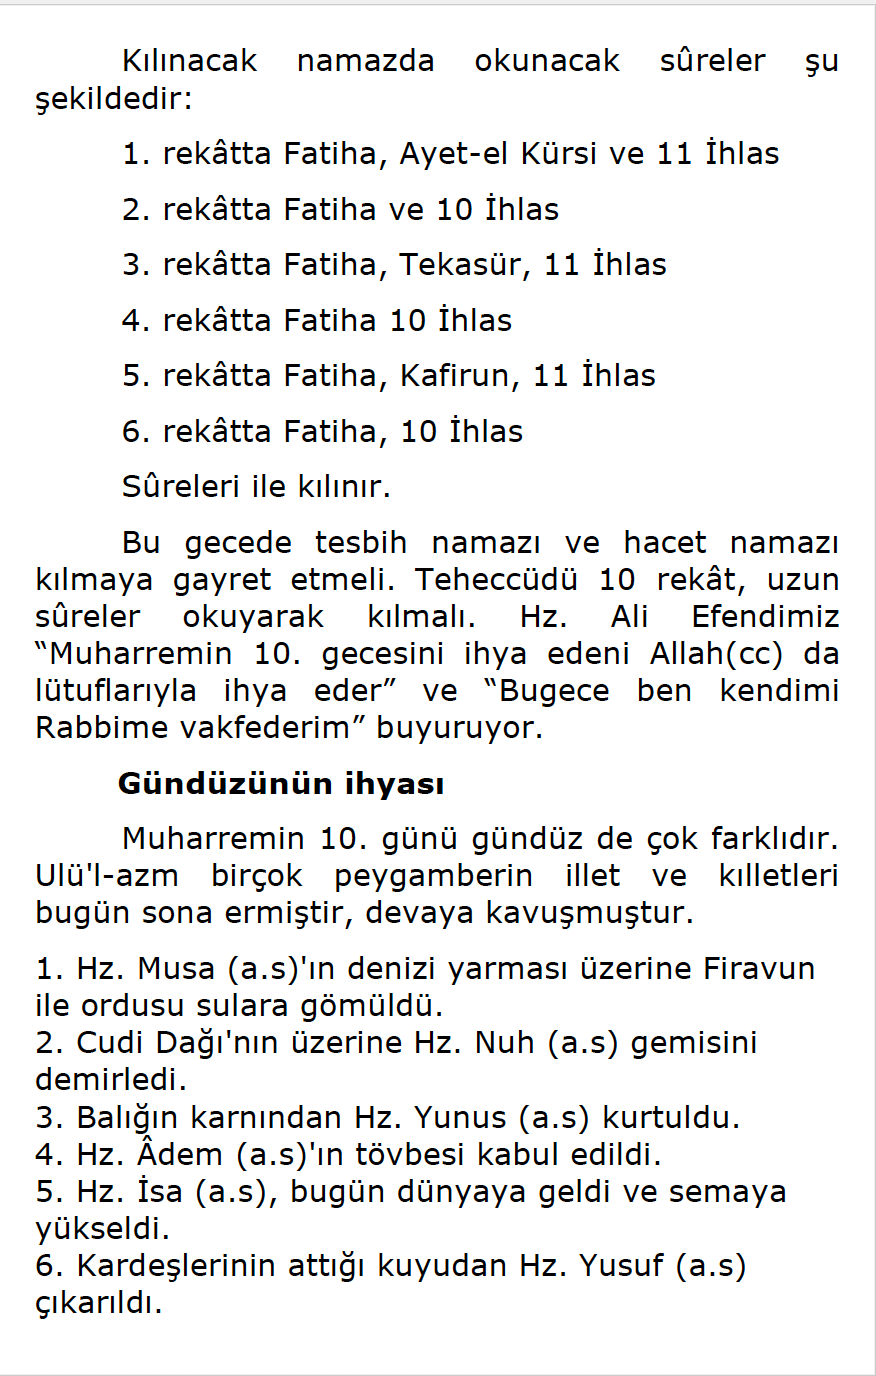 Kılınacak namazda okunacak sûreler şu
şekildedir:
1. rekâtta Fatiha, Ayet-el Kürsi ve 11 İhlas
2. rekâtta Fatiha ve 10 İhlas
3. rekâtta Fatiha, Tekasür, 11 İhlas
4. rekâtta Fatiha 10 İhlas
5. rekâtta Fatiha, Kafirun, 11 İhlas
6. rekâtta Fatiha, 10 İhlas
Sûreleri ile kılınır.
Bu gecede tesbih namazı ve hacet namazı
kılmaya gayret etmeli. Teheccüdü 10 rekât, uzun
sûreler okuyarak kılmalı. Hz. Ali Efendimiz
“Muharremin 10. gecesini ihya edeni Allah(cc) da
lütuflarıyla ihya eder” ve “Bugece ben kendimi
Rabbime vakfederim” buyuruyor.
Gündüzünün ihyası
Muharremin 10. günü gündüz de çok farklıdır.
Ulü'l-azm birçok peygamberin illet ve kılletleri
bugün sona ermiştir, devaya kavuşmuştur.
1. Hz. Musa (a.s)'ın denizi yarması üzerine Firavun
ile ordusu sulara gömüldü.
2. Cudi Dağı'nın üzerine Hz. Nuh (a.s) gemisini
demirledi.
3. Balığın karnından Hz. Yunus (a.s) kurtuldu.
4. Hz. Âdem (a.s)'ın tövbesi kabul edildi.
5. Hz. İsa (a.s), bugün dünyaya geldi ve semaya
yükseldi.
6. Kardeşlerinin attığı kuyudan Hz. Yusuf (a.s)
çıkarıldı.